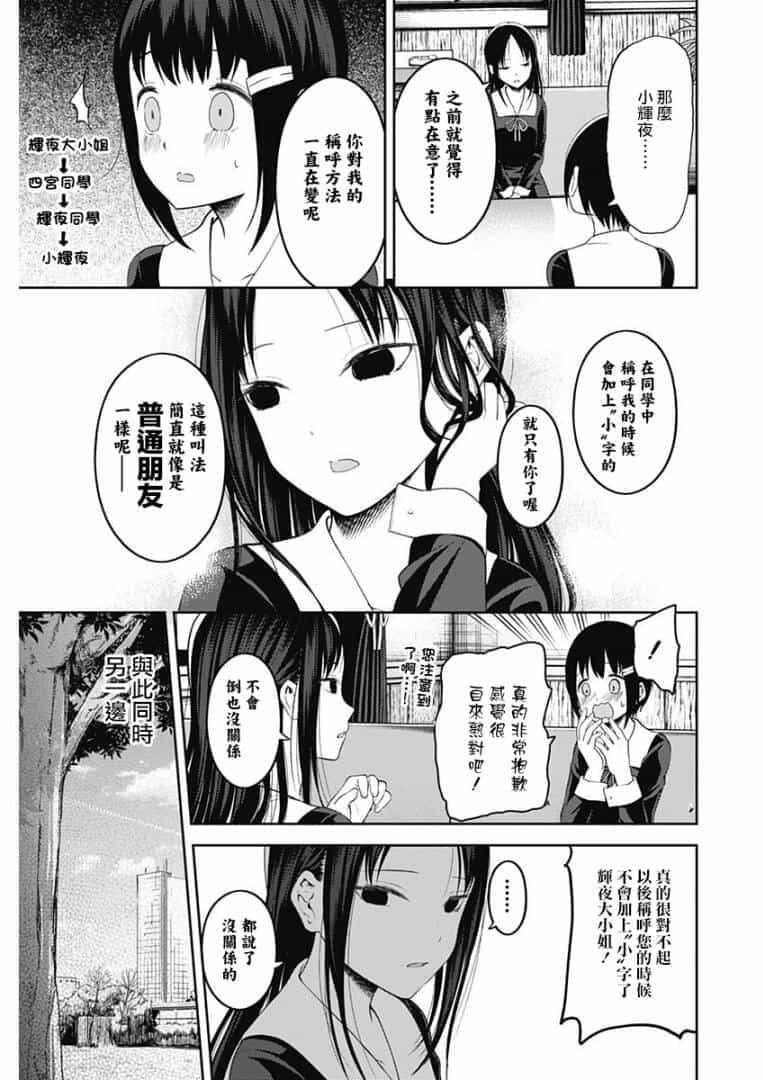 那麼
小輝夜……
之前就覺得
有點在意了……
你對我的
稱呼方法
一直在變呢
輝夜大小姐
四宮同學
輝夜同學
小輝夜
在同學中
稱呼我的時候
會加上〝小〞字的
就只有你了喔
這種叫法
簡直就像是
普通朋友
一樣呢——
！
真的非常抱歉
感覺很
自來熟對吧！
您注意到
了啊……！
不會
倒也沒關係
與此同時
另一邊
真的很對不起
以後稱呼您的時候
不會加上〝小〞字了
輝夜大小姐！
……
都說了
沒關係的